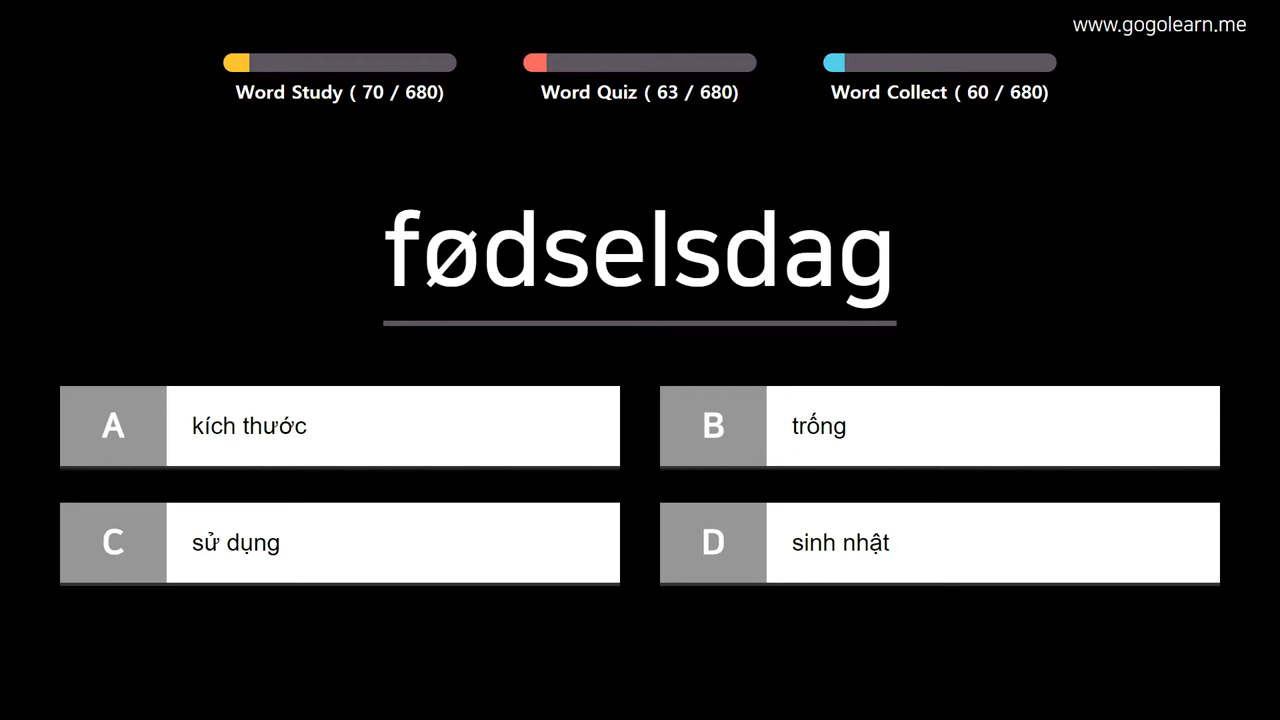 www.gogolearn.me
Word Study ( 70 / 680)
Word Quiz ( 63 / 680)
Word Collect ( 60 / 680)
fødselsdag
A kích thước
B trống
C sử dụng
D sinh nhật